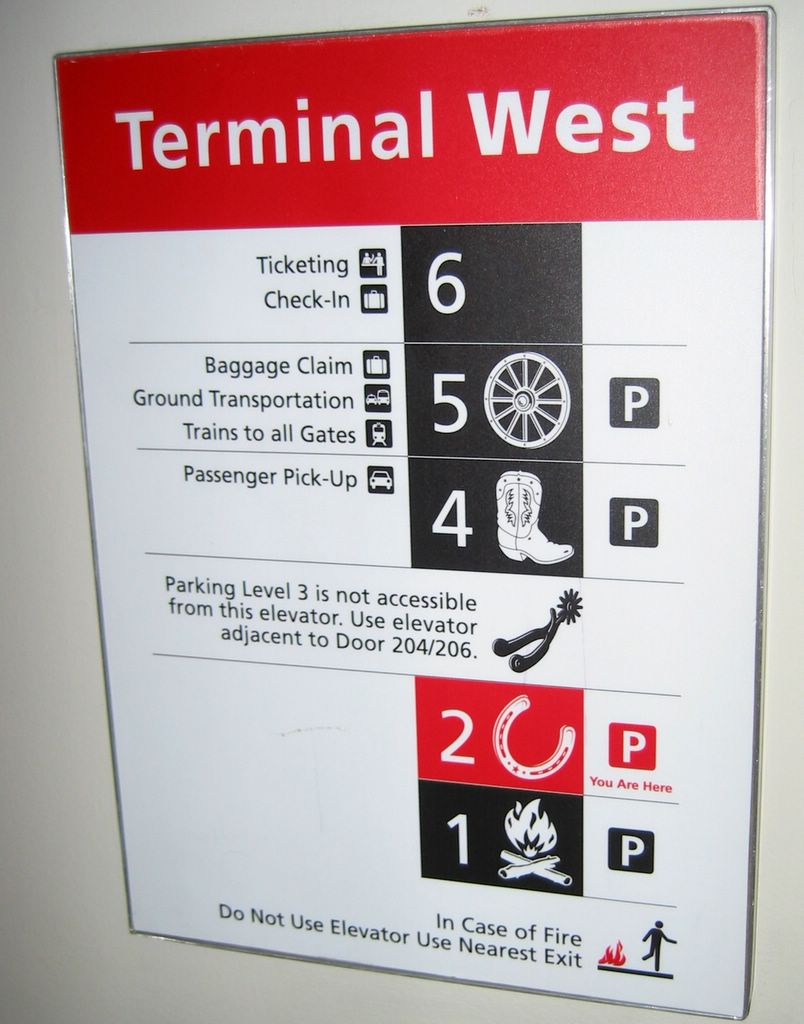 Terminal West
Ticketing
Check-In
6
Baggage Claim
Ground Transportation
Trains to all Gates
5
P
Passenger Pick-Up
4
P
Parking Level 3 is not accessible
from this elevator. Use elevator
adjacent to Door 204/206.
2
P
You Are Here
1
P
In Case of Fire
Do Not Use Elevator Use Nearest Exit